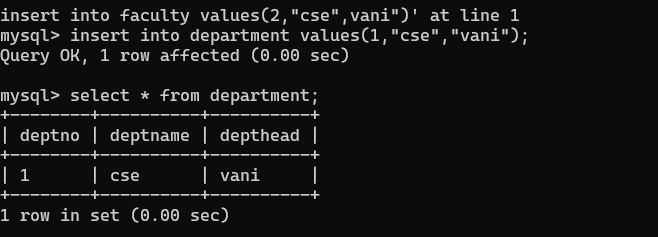 insert into faculty values(2,"cse",vani")' at line 1
mysql> insert into department values(1,"cse","vani");
Query OK, 1 row affected (0.00 sec)

mysql> select * from department;
+--------+----------+----------+
| deptno | deptname | depthead |
+--------+----------+----------+
| 1      | cse      | vani     |
+--------+----------+----------+
1 row in set (0.00 sec)